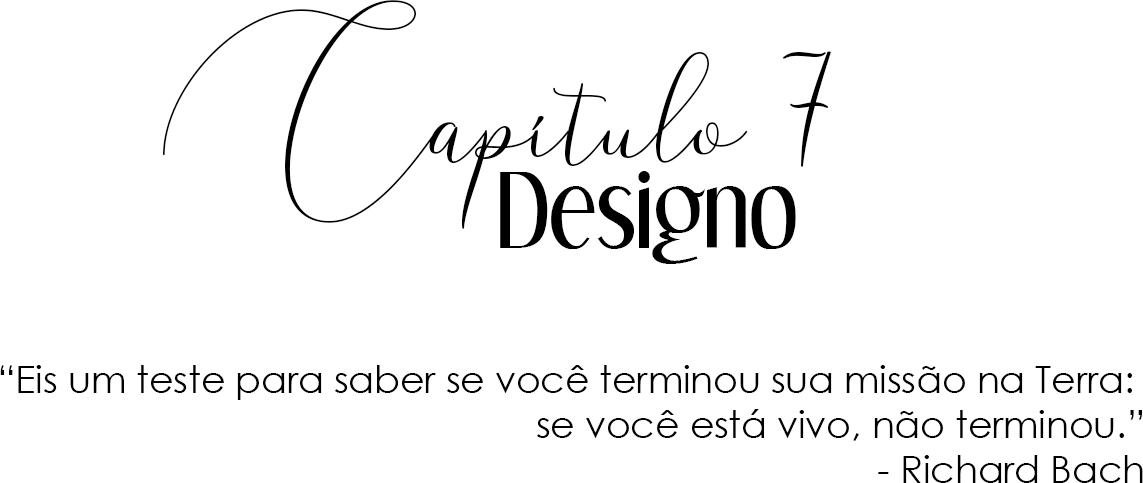 Capítulo 7
Designo
“Eis um teste para saber se você terminou sua missão na Terra:
se você está vivo, não terminou.”
- Richard Bach